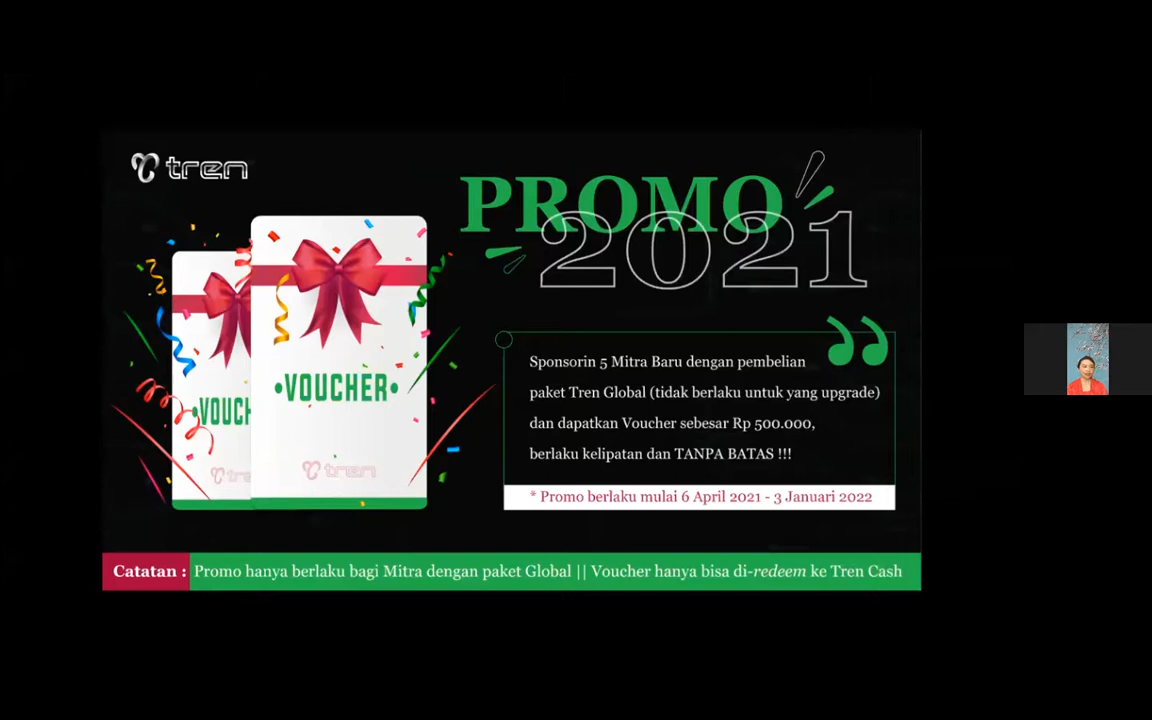 tren
PROMO
2021
VOUCHER
•VOUCHER•
tren
tren
Sponsorin 5 Mitra Baru dengan pembelian
paket Tren Global (tidak berlaku untuk yang upgrade)
dan dapatkan Voucher sebesar Rp 500.000,
berlaku kelipatan dan TANPA BATAS !!!
* Promo berlaku mulai 6 April 2021 - 3 Januari 2022
Catatan : Promo hanya berlaku bagi Mitra dengan paket Global || Voucher hanya bisa di-redeem ke Tren Cash